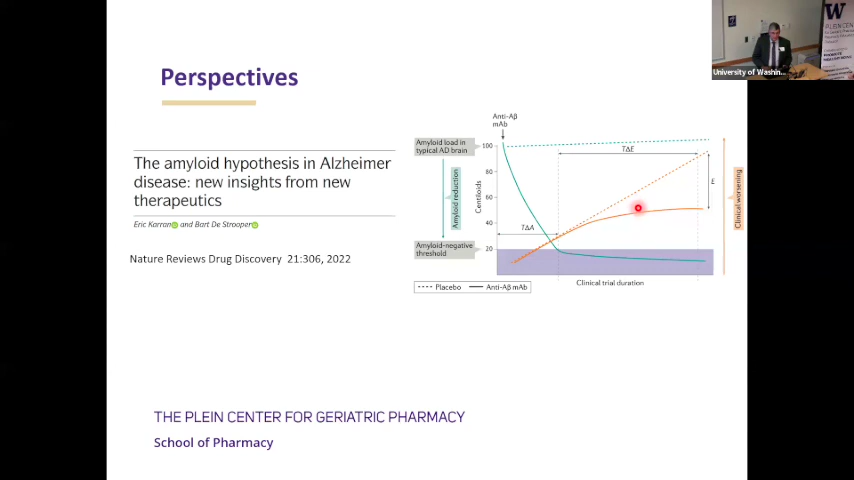 Perspectives
The amyloid hypothesis in Alzheimer
disease: new insights from new
therapeutics
Eric Karran and Bart De Strooper
Nature Reviews Drug Discovery 21:306, 2022
Anti-Aβ
mAb
Amyloid load in
typical AD brain
Amyloid reduction
Amyloid-negative
threshold
Centiloids
100
80
60
40
20
TΔA
TΔE
E
Clinical worsening
Placebo
Anti-Aβ mAb
Clinical trial duration
THE PLEIN CENTER FOR GERIATRIC PHARMACY
School of Pharmacy
University of Washin...
W
PLEIN CENTER